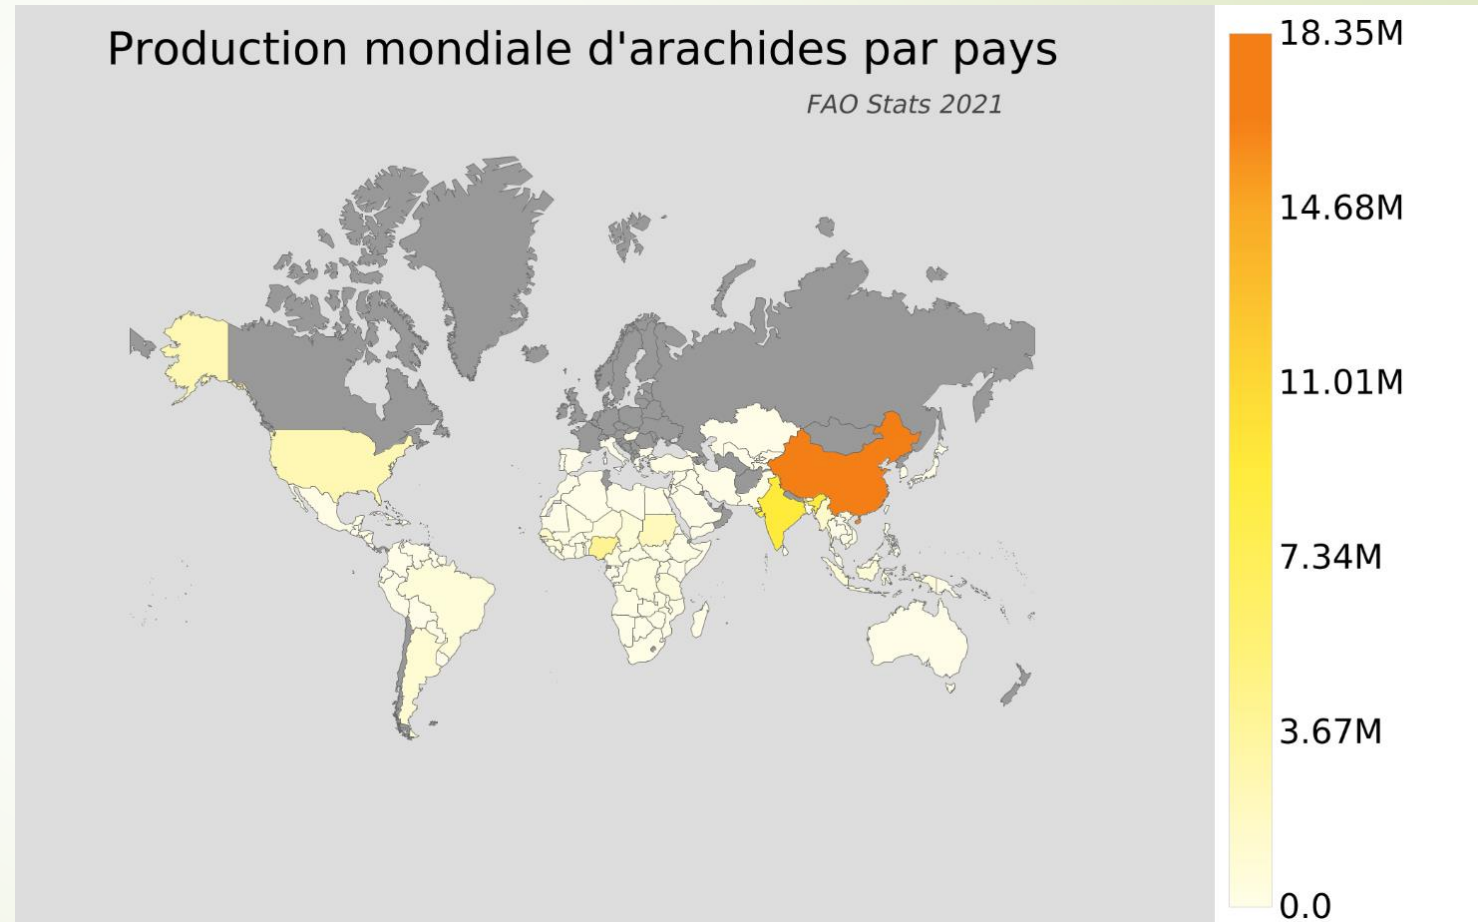 Production mondiale d'arachides par pays
FAO Stats 2021
18.35M
14.68M
11.01M
7.34M
3.67M
0.0